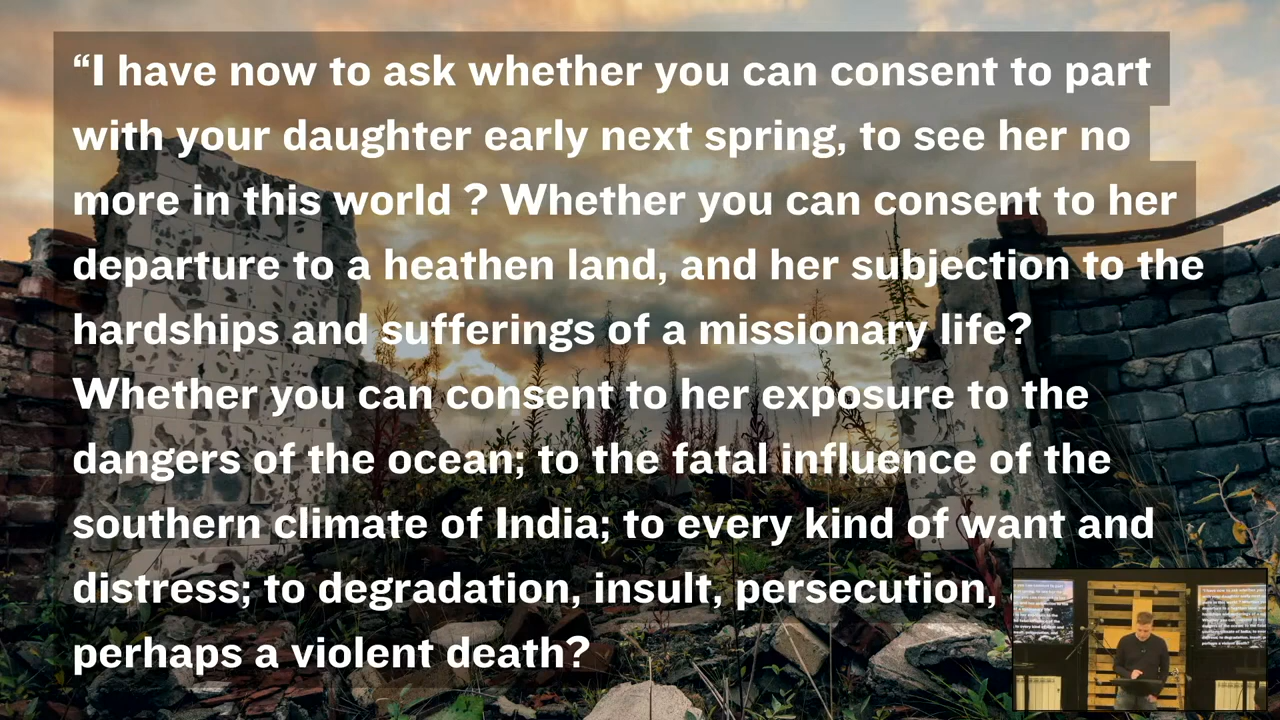 “I have now to ask whether you can consent to part
with your daughter early next spring, to see her no
more in this world ? Whether you can consent to her
departure to a heathen land, and her subjection to the
hardships and sufferings of a missionary life?
Whether you can consent to her exposure to the
dangers of the ocean; to the fatal influence of the
southern climate of India; to every kind of want and
distress; to degradation, insult, persecution,
perhaps a violent death?